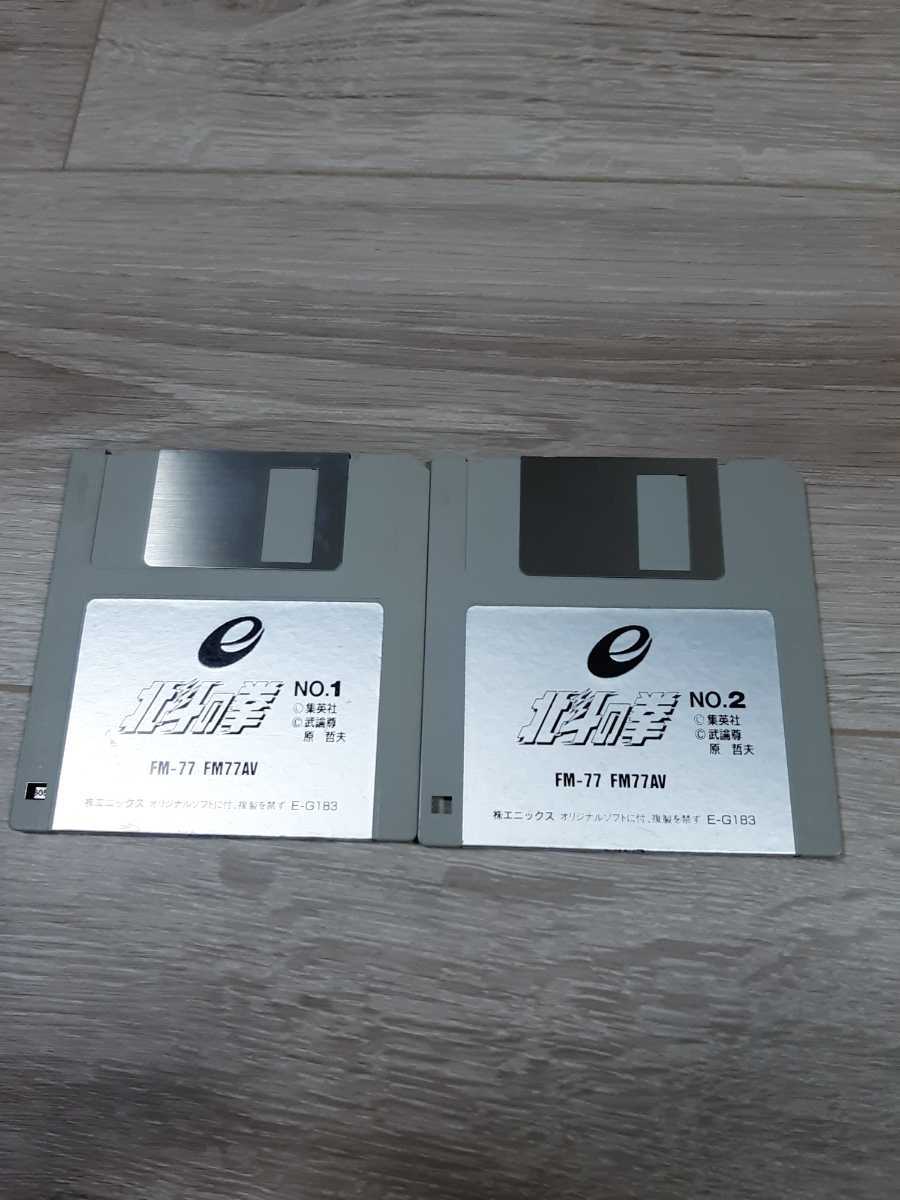 e
北斗の拳 NO.1
©集英社
©武論尊
原 哲夫
FM-77 FM77AV
株エニックス オリジナルソフトに付、複製を禁ず E-G183
e
北斗の拳 NO.2
©集英社
©武論尊
原 哲夫
FM-77 FM77AV
株エニックス オリジナルソフトに付、複製を禁ず E-G183